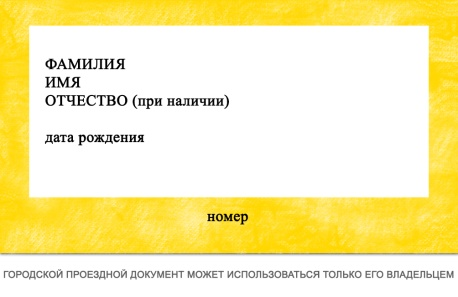 ФАМИЛИЯ
ИМЯ
ОТЧЕСТВО (при наличии)
дата рождения
номер
ГОРОДСКОЙ ПРОЕЗДНОЙ ДОКУМЕНТ МОЖЕТ ИСПОЛЬЗОВАТЬСЯ ТОЛЬКО ЕГО ВЛАДЕЛЬЦЕМ